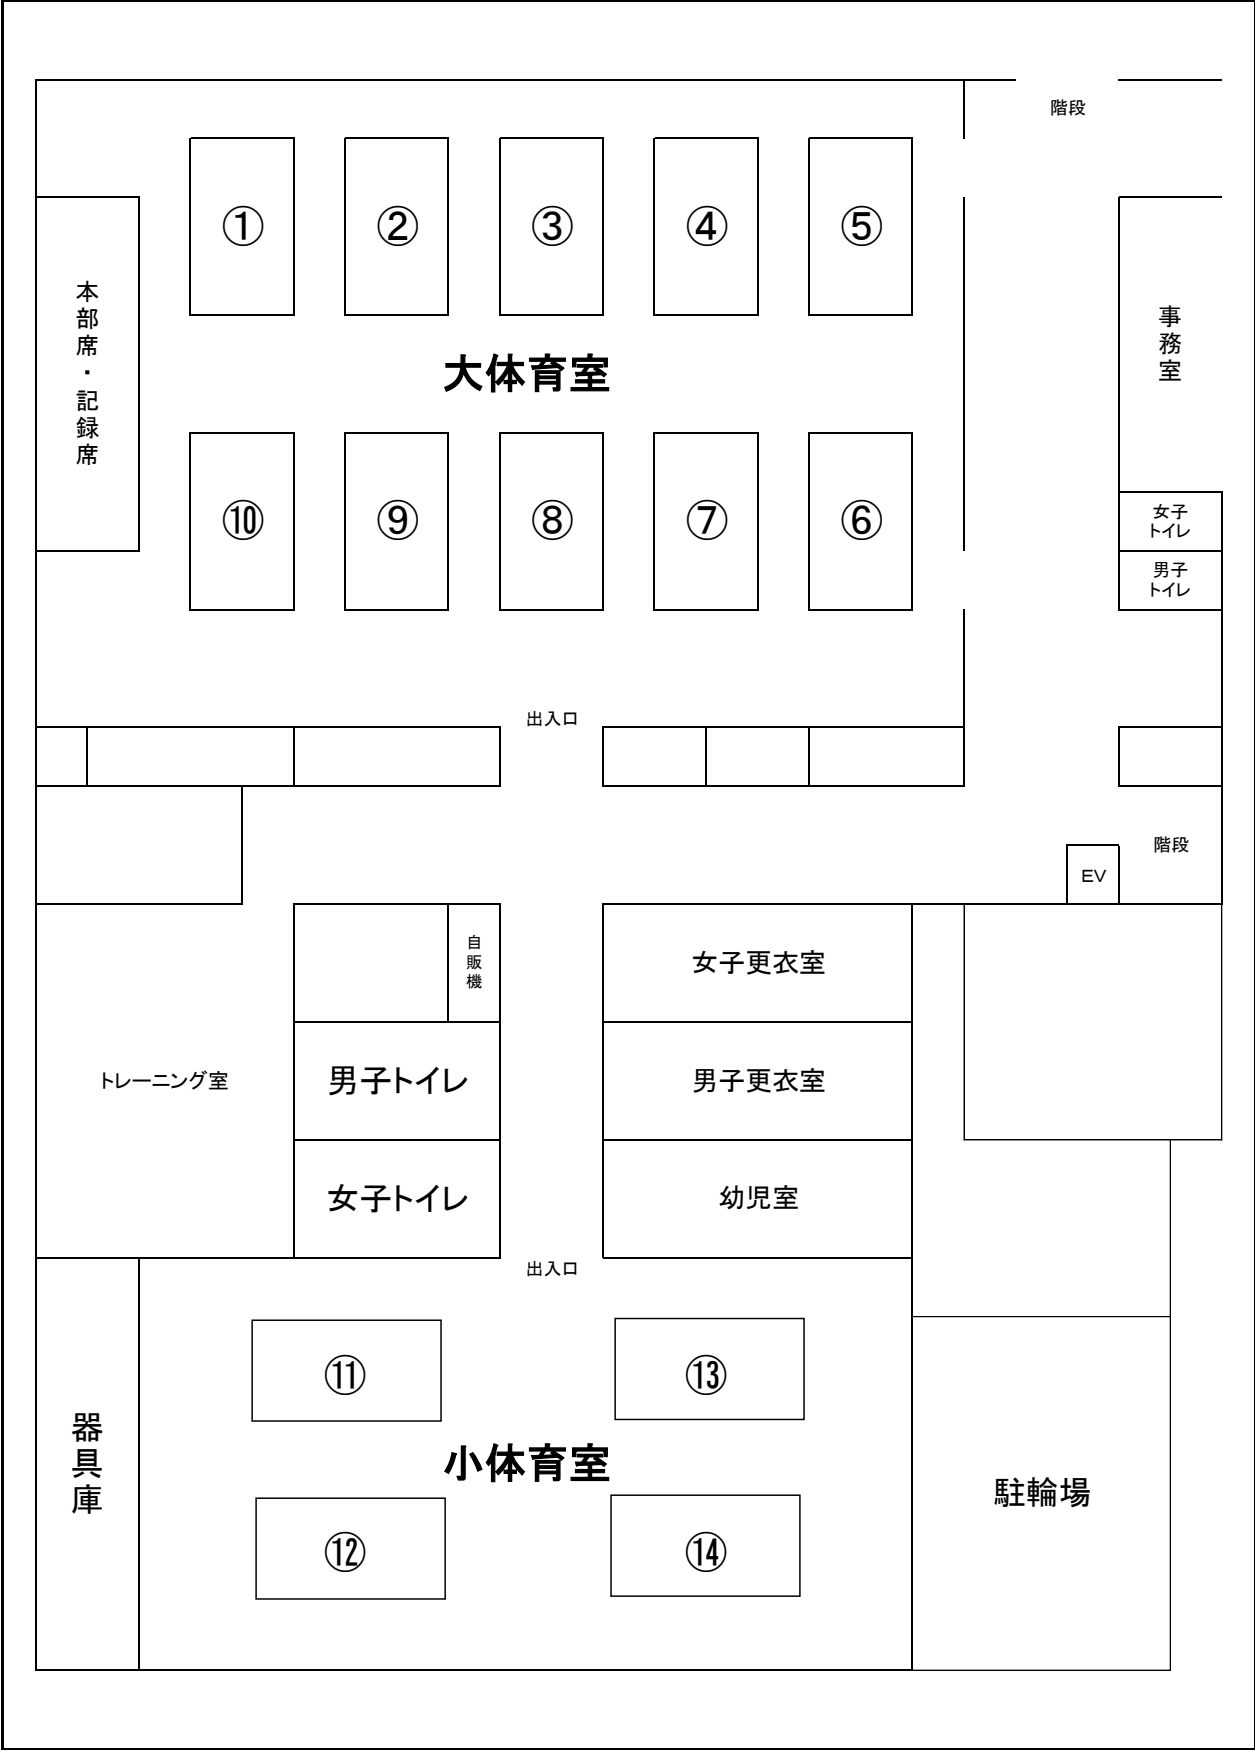 階段
①
②
③
④
⑤
本部席・記録席
事務室
大体育室
⑩
⑨
⑧
⑦
⑥
女子
トイレ
男子
トイレ
出入口
階段
EV
自販機
女子更衣室
トレーニング室
男子トイレ
男子更衣室
女子トイレ
幼児室
出入口
⑪
⑬
器具庫
小体育室
駐輪場
⑫
⑭